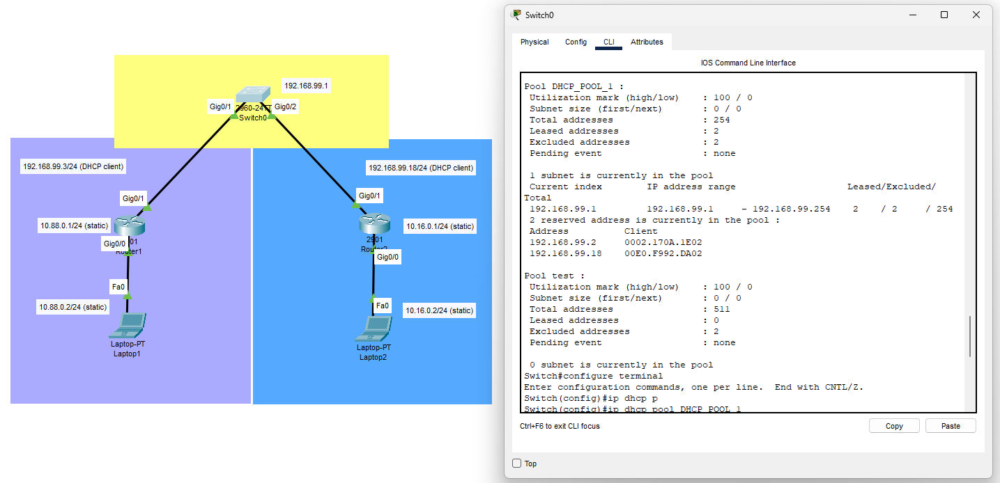 192.168.99.1
Gig0/1
Gig0/2
Switch0
192.168.99.3/24 (DHCP client)
192.168.99.18/24 (DHCP client)
Gig0/1
Gig0/1
10.88.0.1/24 (static)
10.16.0.1/24 (static)
Gig0/0
01
2901
Router1
Gig0/0
Fa0
Fa0
10.88.0.2/24 (static)
10.16.0.2/24 (static)
Laptop-PT
Laptop1
Laptop-PT
Laptop2
Switch0
Physical Config CLI Attributes
IOS Command Line Interface
Pool DHCP_POOL_1 :
Utilization mark (high/low) : 100 / 0
Subnet size (first/next) : 0 / 0
Total addresses : 254
Leased addresses : 2
Excluded addresses : 2
Pending event : none
1 subnet is currently in the pool
Current index IP address range Leased/Excluded/
Total
192.168.99.1 192.168.99.1 - 192.168.99.254 2 / 2 / 254
2 reserved address is currently in the pool :
Address Client
192.168.99.2 0002.170A.1E02
192.168.99.18 00E0.F992.DA02
Pool test :
Utilization mark (high/low) : 100 / 0
Subnet size (first/next) : 0 / 0
Total addresses : 511
Leased addresses : 0
Excluded addresses : 2
Pending event : none
0 subnet is currently in the pool
Switch#configure terminal
Enter configuration commands, one per line. End with CNTL/Z.
Switch(config)#ip dhcp p
Switch(config)#ip dhcp pool DHCP_POOL_1
Ctrl+F6 to exit CLI focus
Copy
Paste
Top